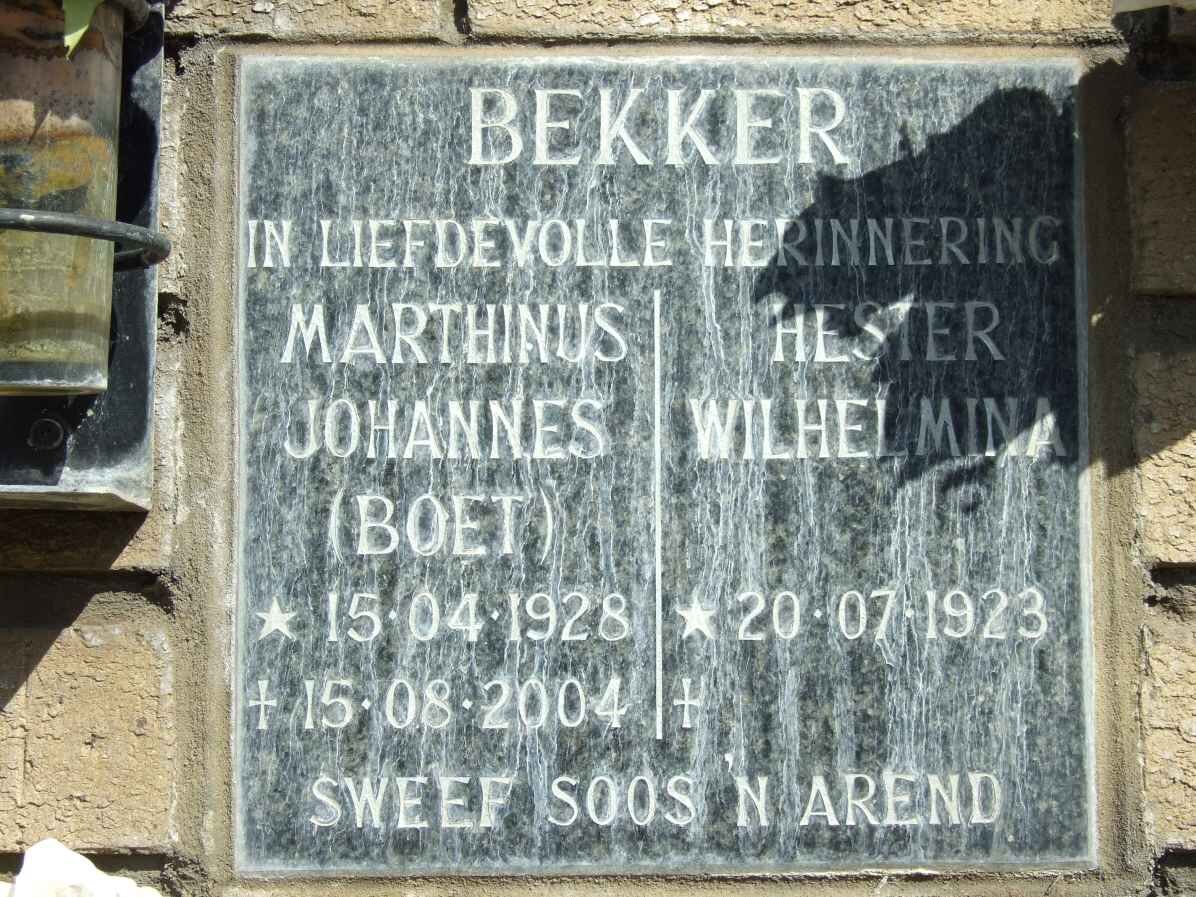 BEKKER
IN LIEFDEVOLLE HERINNERING
MARTHINUS
JOHANNES
(BOET)
★ 15·04·1928
† 15·08·2004
HESTER
WILHELMINA
★ 20·07·1923
†
SWEEF SOOS 'N AREND